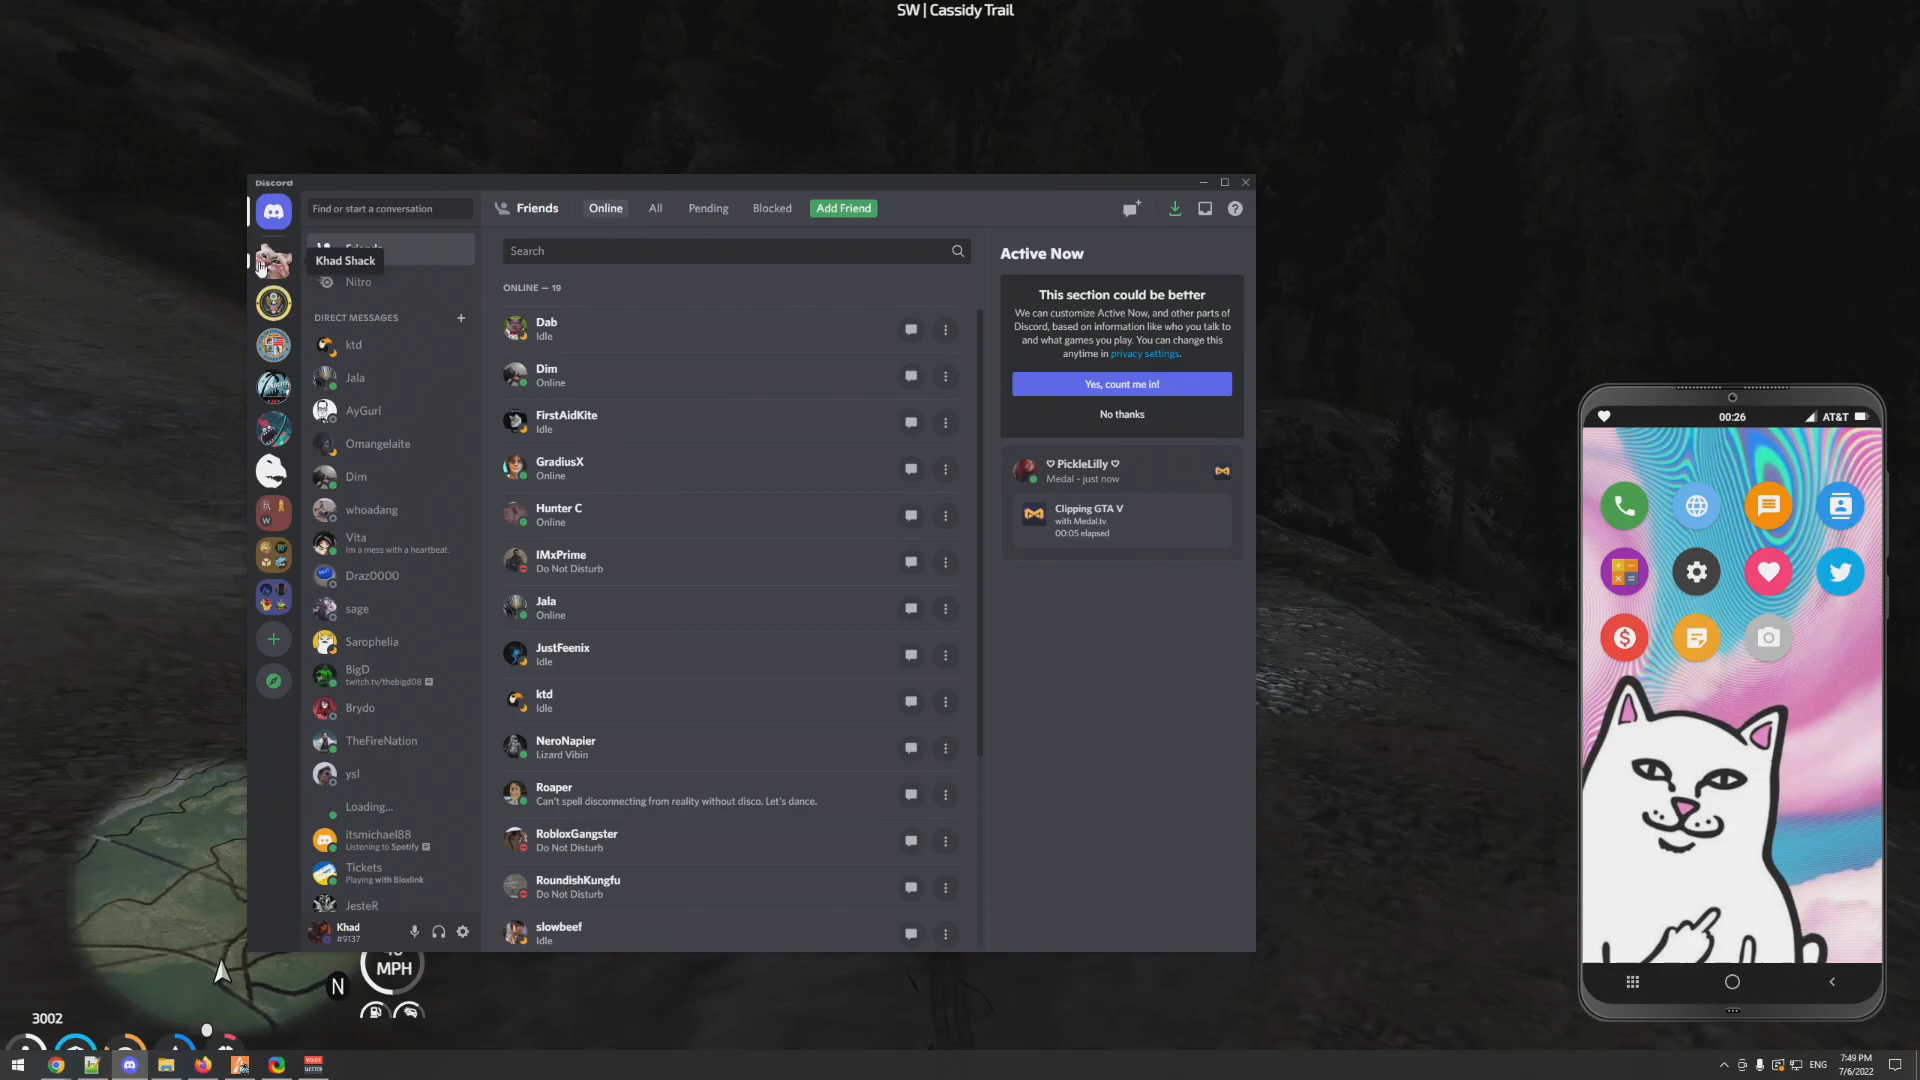 SW | Cassidy Trail
Discord
Find or start a conversation
Friends
Khad Shack
Nitro
DIRECT MESSAGES
ktd
Jala
AyGurl
Omangelaite
Dim
whoadang
Vita
Im a mess with a heartbeat.
Draz0000
sage
Sarophelia
BigD
twitch.tv/thebigd08
Brydo
TheFireNation
ysl
Loading...
itsmichael88
Listening to Spotify
Tickets
Playing with Bloxlink
JesteR
Khad
#9137
Friends
Online
All
Pending
Blocked
Add Friend
Search
ONLINE — 19
Dab
Idle
Dim
Online
FirstAidKite
Idle
GradiusX
Online
Hunter C
Online
IMxPrime
Do Not Disturb
Jala
Online
JustFeenix
Idle
ktd
Idle
NeroNapier
Lizard Vibin
Roaper
Can't spell disconnecting from reality without disco. Let's dance.
RobloxGangster
Do Not Disturb
RoundishKungfu
Do Not Disturb
slowbeef
Idle
Active Now
This section could be better
We can customize Active Now, and other parts of
Discord, based on information like who you talk to
and what games you play. You can change this
anytime in privacy settings.
Yes, count me in!
No thanks
♡ PickleLilly ♡
Medal - just now
Clipping GTA V
with Medal.tv
00:05 elapsed
00:26
AT&T
MPH
N
3002
ENG
7:49 PM
7/6/2022